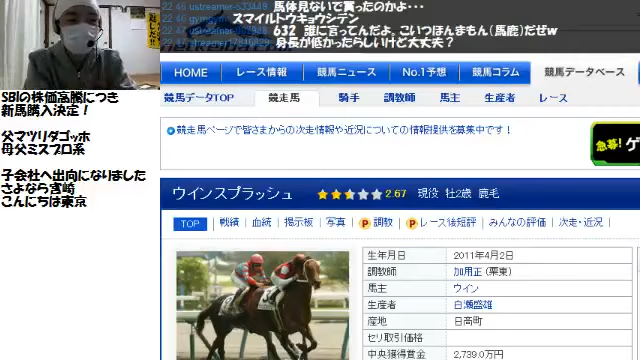 22 46 ustreamer-533449 馬体見ないで買ったのかよ・・・
22 46
スマイルトウキョウシテン
22 47 632 誰に言ってんだよ。こいつほんまもん（馬鹿）だぜw
22 47 身長が低かったらしいけど大丈夫？
SBIの株価高騰につき
新馬購入決定！
父マツリダゴッホ
母父ミスプロ系
子会社へ出向になりました
さよなら宮崎
こんにちは東京
HOME レース情報 競馬ニュース No.1予想 競馬コラム 競馬データベース
競馬データTOP 競走馬 騎手 調教師 馬主 生産者 レース
競走馬ページで皆さまからの次走情報や近況についての情報提供を募集中です！
急募！ゲ
ウインスプラッシュ ★★★★★ 2.67 現役 牡2歳 鹿毛
TOP 戦績 血統 掲示板 写真 P 調教 P レース後短評 みんなの評価 次走・近況
生年月日 2011年4月2日
調教師 加用正 (栗東)
馬主 ウイン
生産者 白瀬盛雄
産地 日高町
セリ取引価格
中央獲得賞金 2,739.0万円